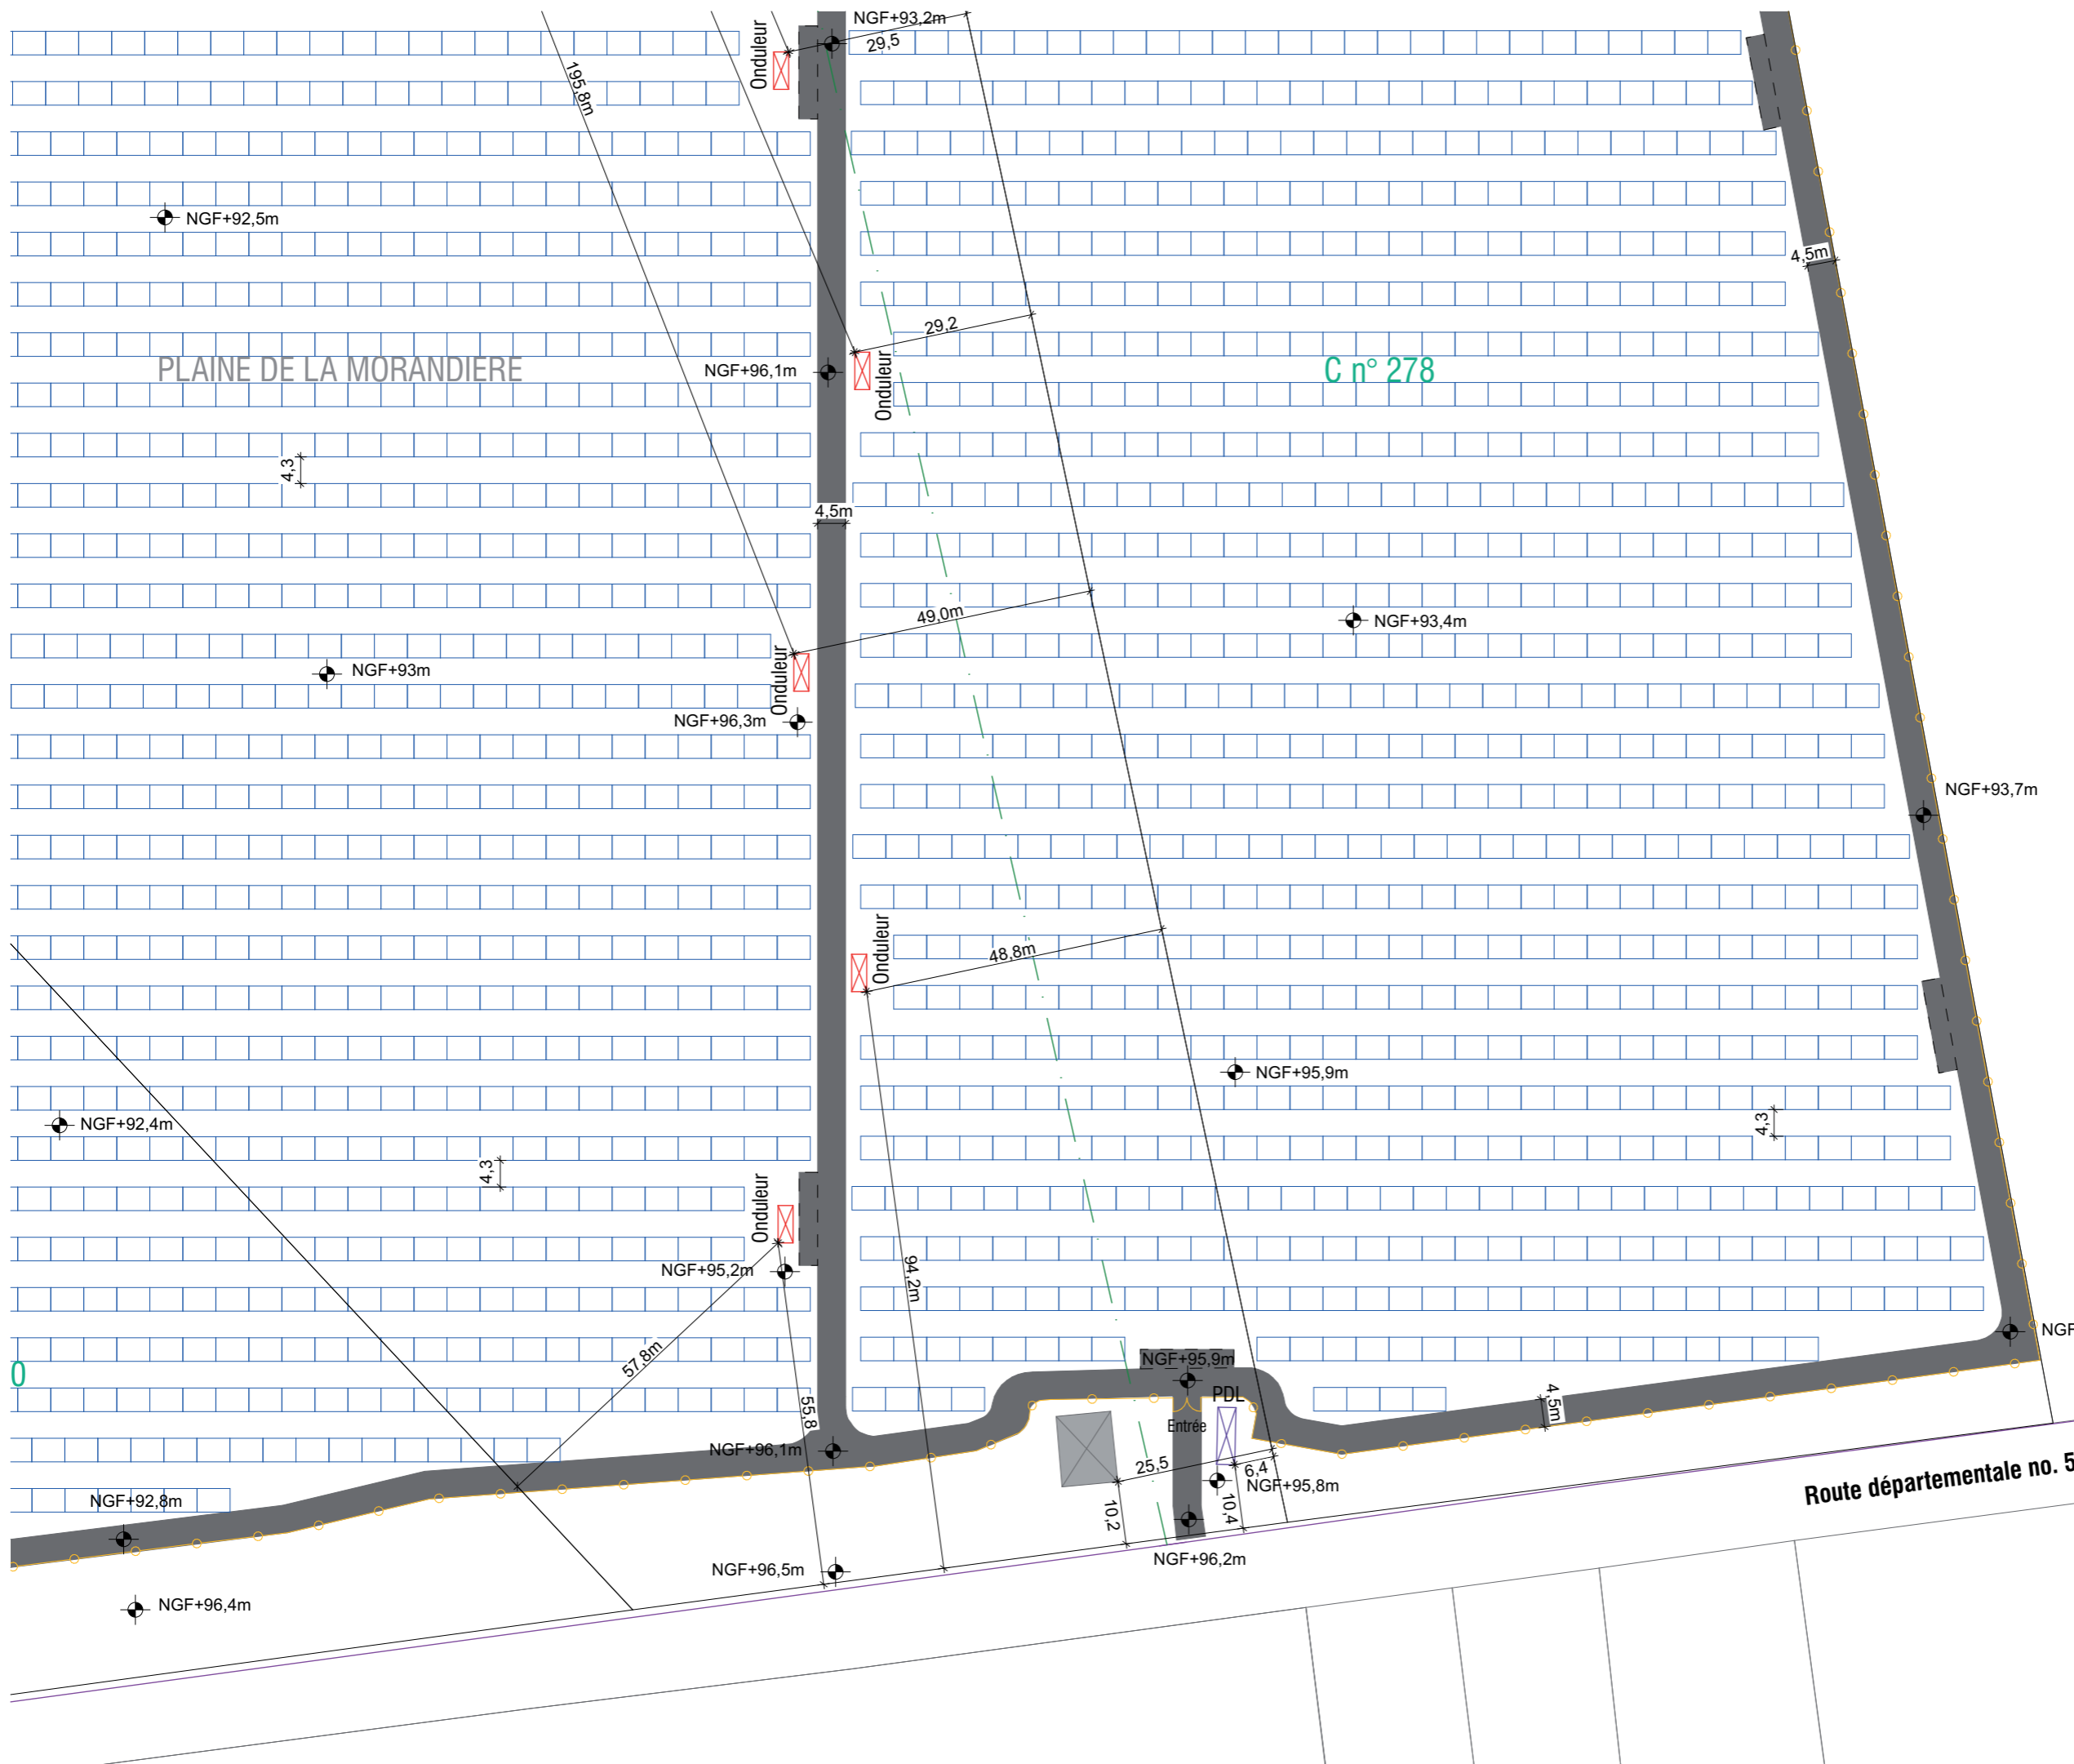 NGF+93,2m
29,5
Onduleur
195,8m
NGF+92,5m
4,5m
29,2
PLAINE DE LA MORANDIERE
NGF+96,1m
Onduleur
C n° 278
4,3
4,5m
49,0m
NGF+93,4m
NGF+93m
Onduleur
NGF+96,3m
NGF+93,7m
Onduleur
48,8m
NGF+95,9m
NGF+92,4m
4,3
4,3
Onduleur
NGF+95,2m
94,2m
57,8m
NGF
0
NGF+95,9m
PDL
55,8
4,5m
Entrée
NGF+96,1m
25,5
6,4
NGF+95,8m
10,2
10,4
Route départementale no. 5
NGF+92,8m
NGF+96,2m
NGF+96,5m
NGF+96,4m